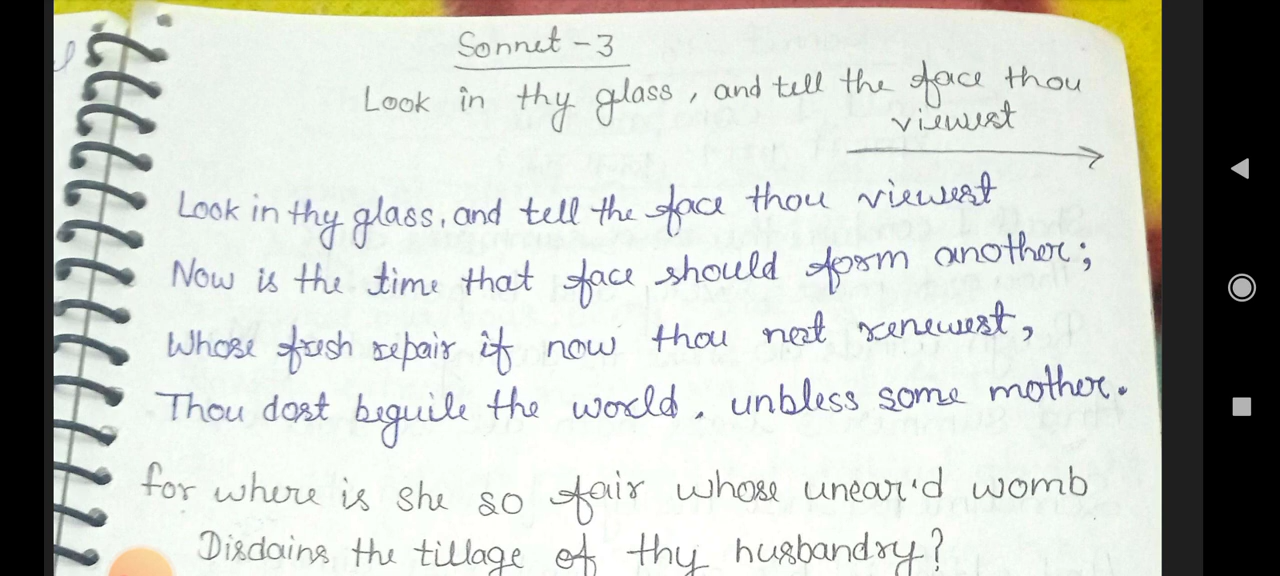 Sonnet - 3
Look in thy glass, and tell the face thou
viewest
Look in thy glass, and tell the face thou viewest
Now is the time that face should form another;
Whose fresh repair if now thou not renewest,
Thou dost beguile the world, unbless some mother.
for where is she so fair whose unear'd womb
Disdains the tillage of thy husbandry?